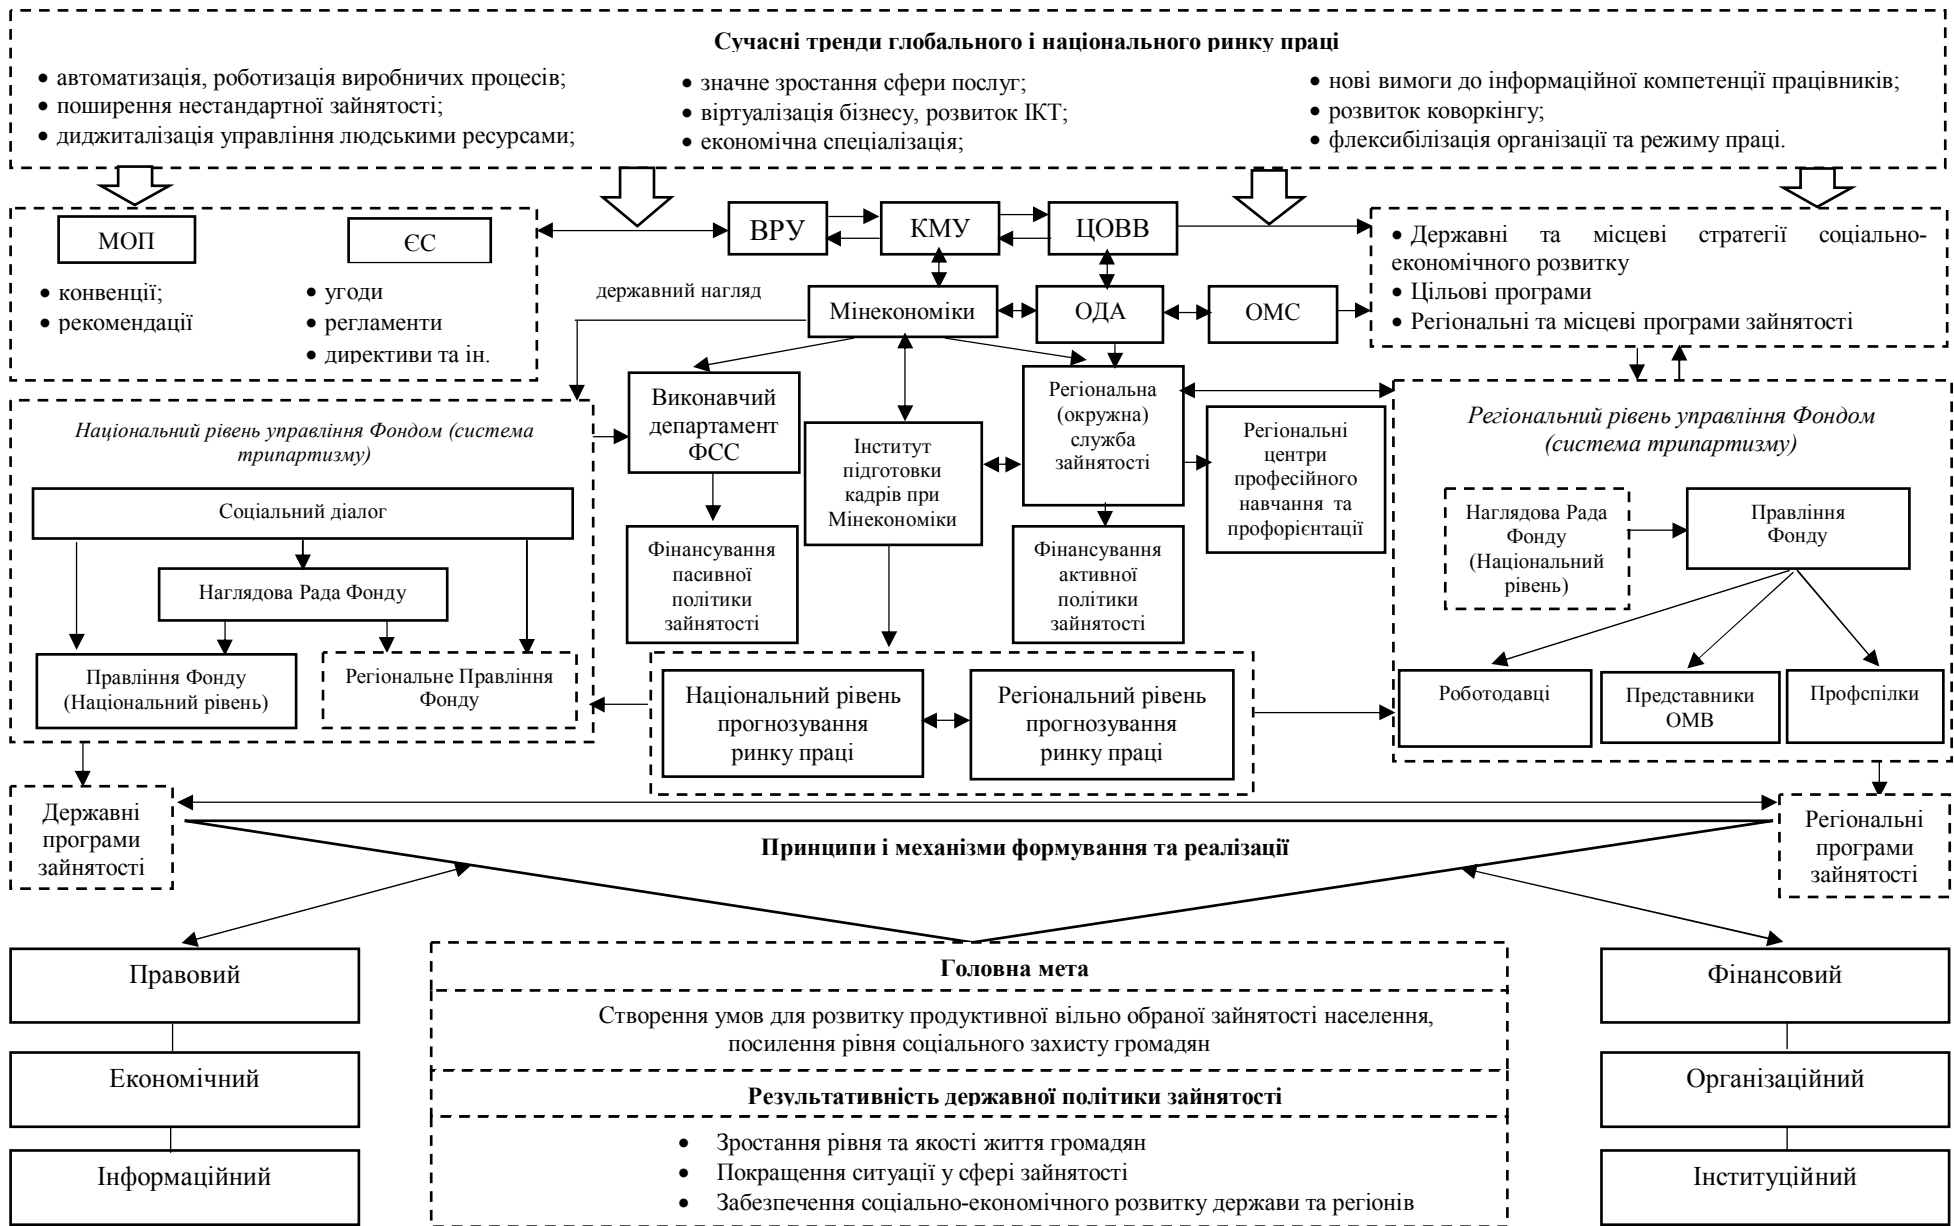 Сучасні тренди глобального і національного ринку праці
• автоматизація, роботизація виробничих процесів;
• поширення нестандартної зайнятості;
• диджиталізація управління людськими ресурсами;
• значне зростання сфери послуг;
• віртуалізація бізнесу, розвиток ІКТ;
• економічна спеціалізація;
• нові вимоги до інформаційної компетенції працівників;
• розвиток коворкінгу;
• флексибілізація організації та режиму праці.
МОП
• конвенції;
• рекомендації
ЄС
• угоди
• регламенти
• директиви та ін.
ВРУ
КМУ
ЦОВВ
державний нагляд
Мінекономіки
ОДА
ОМС
• Державні та місцеві стратегії соціально-
економічного розвитку
• Цільові програми
• Регіональні та місцеві програми зайнятості
Національний рівень управління Фондом (система
трипартизму)
Соціальний діалог
Наглядова Рада Фонду
Правління Фонду
(Національний рівень)
Регіональне Правління
Фонду
Виконавчий
департамент
ФСС
Фінансування
пасивної
політики
зайнятості
Інститут
підготовки
кадрів при
Мінекономіки
Регіональна
(окружна)
служба
зайнятості
Фінансування
активної
політики
зайнятості
Регіональні
центри
професійного
навчання та
профорієнтації
Регіональний рівень управління Фондом
(система трипартизму)
Наглядова Рада
Фонду
(Національний
рівень)
Правління
Фонду
Роботодавці
Представники
ОМВ
Профспілки
Національний рівень
прогнозування
ринку праці
Регіональний рівень
прогнозування
ринку праці
Державні
програми
зайнятості
Принципи і механізми формування та реалізації
Регіональні
програми
зайнятості
Правовий
Економічний
Інформаційний
Головна мета
Створення умов для розвитку продуктивної вільно обраної зайнятості населення,
посилення рівня соціального захисту громадян
Результативність державної політики зайнятості
• Зростання рівня та якості життя громадян
• Покращення ситуації у сфері зайнятості
• Забезпечення соціально-економічного розвитку держави та регіонів
Фінансовий
Організаційний
Інституційний